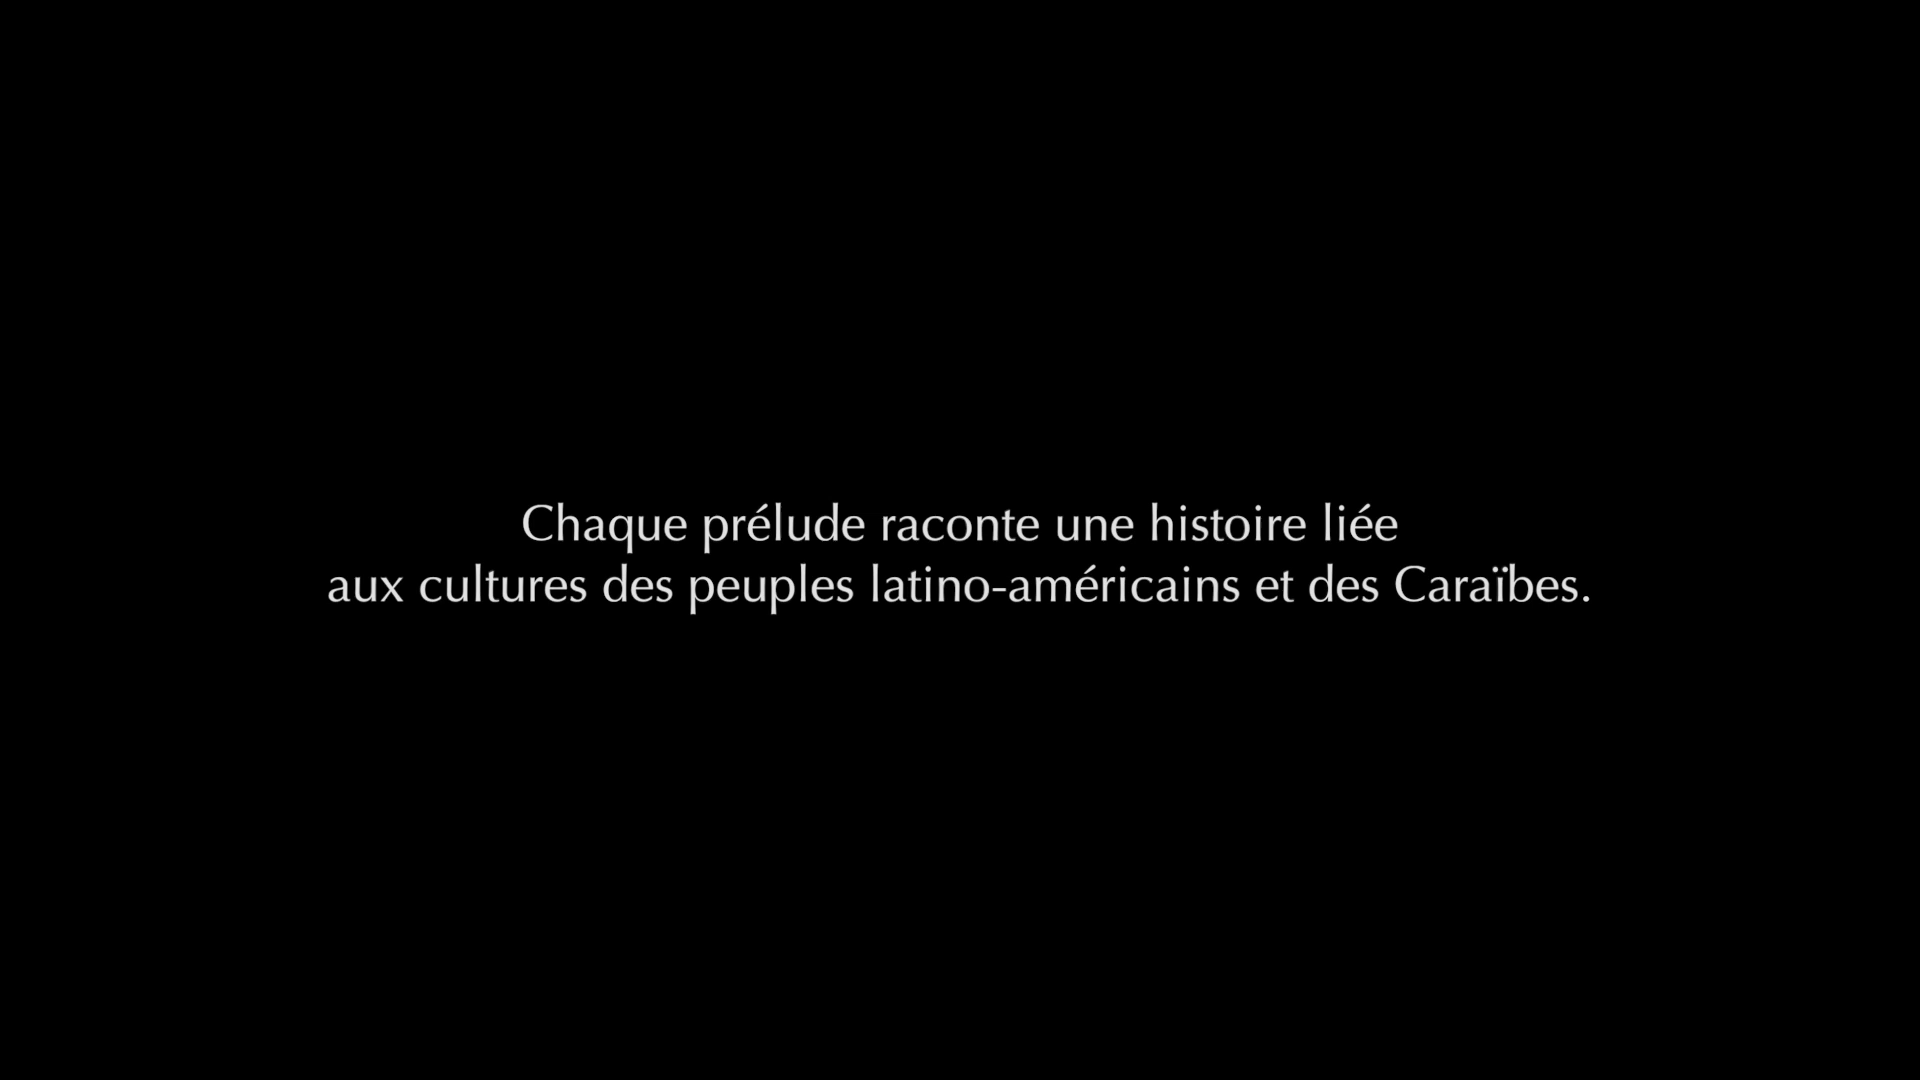 Chaque prélude raconte une histoire liée
aux cultures des peuples latino-américains et des Caraïbes.